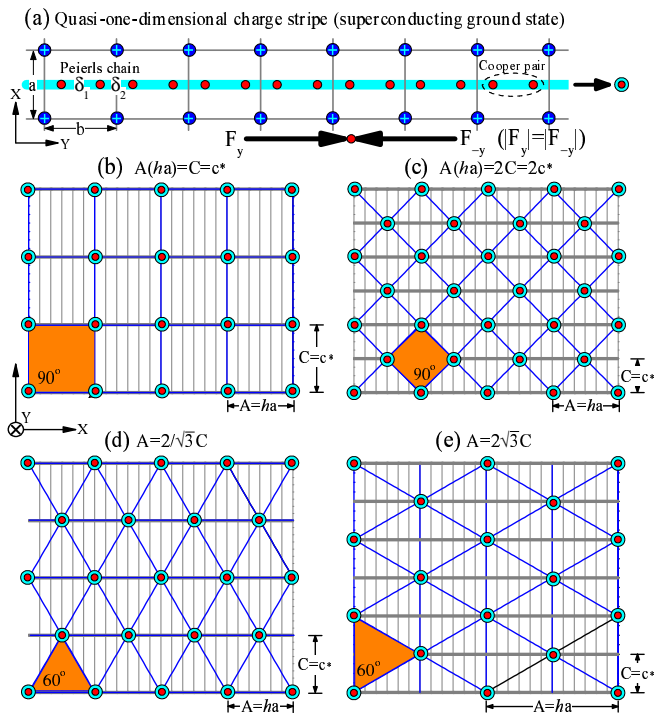 (a) Quasi-one-dimensional charge stripe (superconducting ground state)
Peierls chain
Cooper pair
a
δ1
δ2
X
b
Y
Fy
F-y
(|Fy|=|F-y|)
(b) A(ha)=C=c*
(c) A(ha)=2C=2c*
C=c*
90°
90°
C=c*
A=ha
A=ha
Y
X
(d) A=2/√3C
(e) A=2√3C
C=c*
60°
60°
C=c*
A=ha
A=ha